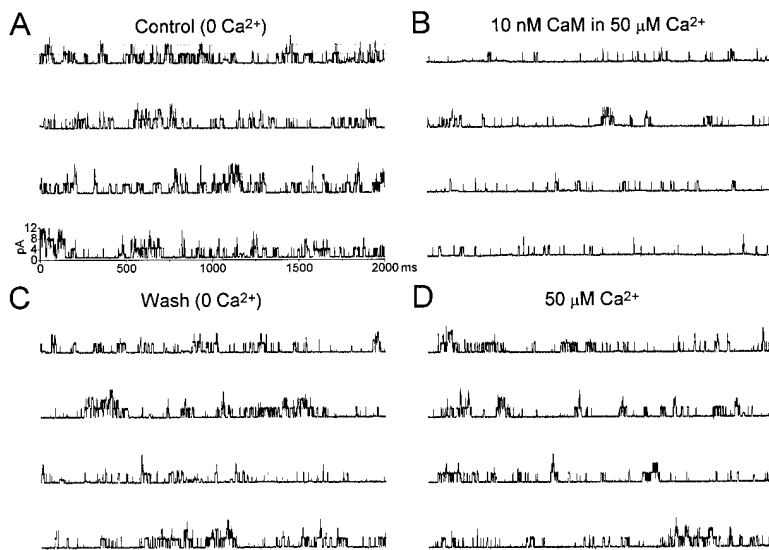 A
Control (0 Ca²⁺)
12
8
4
0
pA
0 500 1000 1500 2000 ms
B
10 nM CaM in 50 μM Ca²⁺
C
Wash (0 Ca²⁺)
D
50 μM Ca²⁺